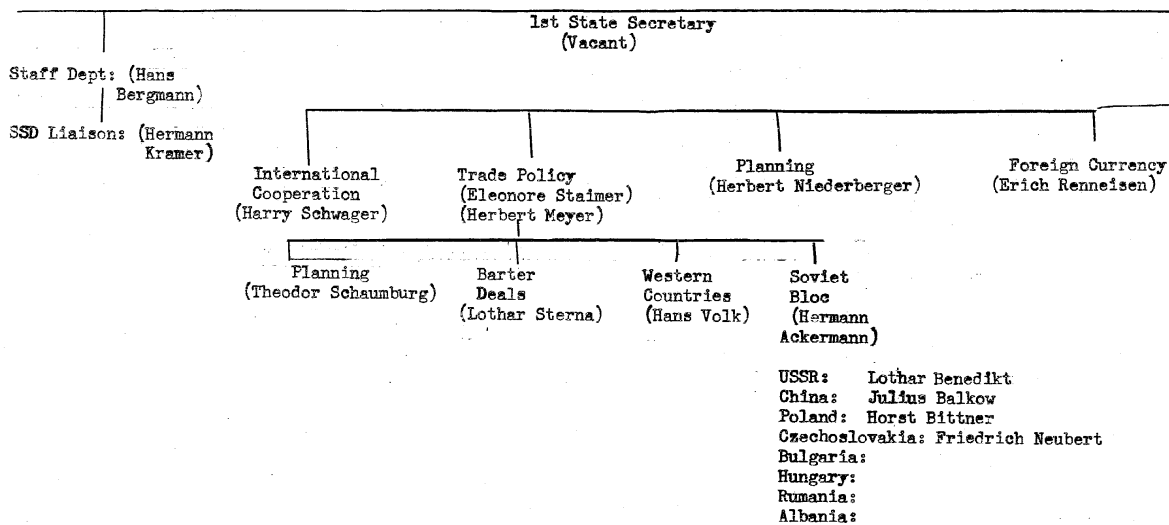 1st State Secretary
(Vacant)
Staff Dept: (Hans
Bergmann)
SSD Liaison: (Hermann
Kramer)
International
Cooperation
(Harry Schwager)
Trade Policy
(Eleonore Staimer)
(Herbert Meyer)
Planning
(Herbert Niederberger)
Foreign Currency
(Erich Renneisen)
Planning
(Theodor Schaumburg)
Barter
Deals
(Lothar Sterna)
Western
Countries
(Hans Volk)
Soviet
Bloc
(Hermann
Ackermann)
USSR: Lothar Benedikt
China: Julius Balkow
Poland: Horst Bittner
Czechoslovakia: Friedrich Neubert
Bulgaria:
Hungary:
Rumania:
Albania: